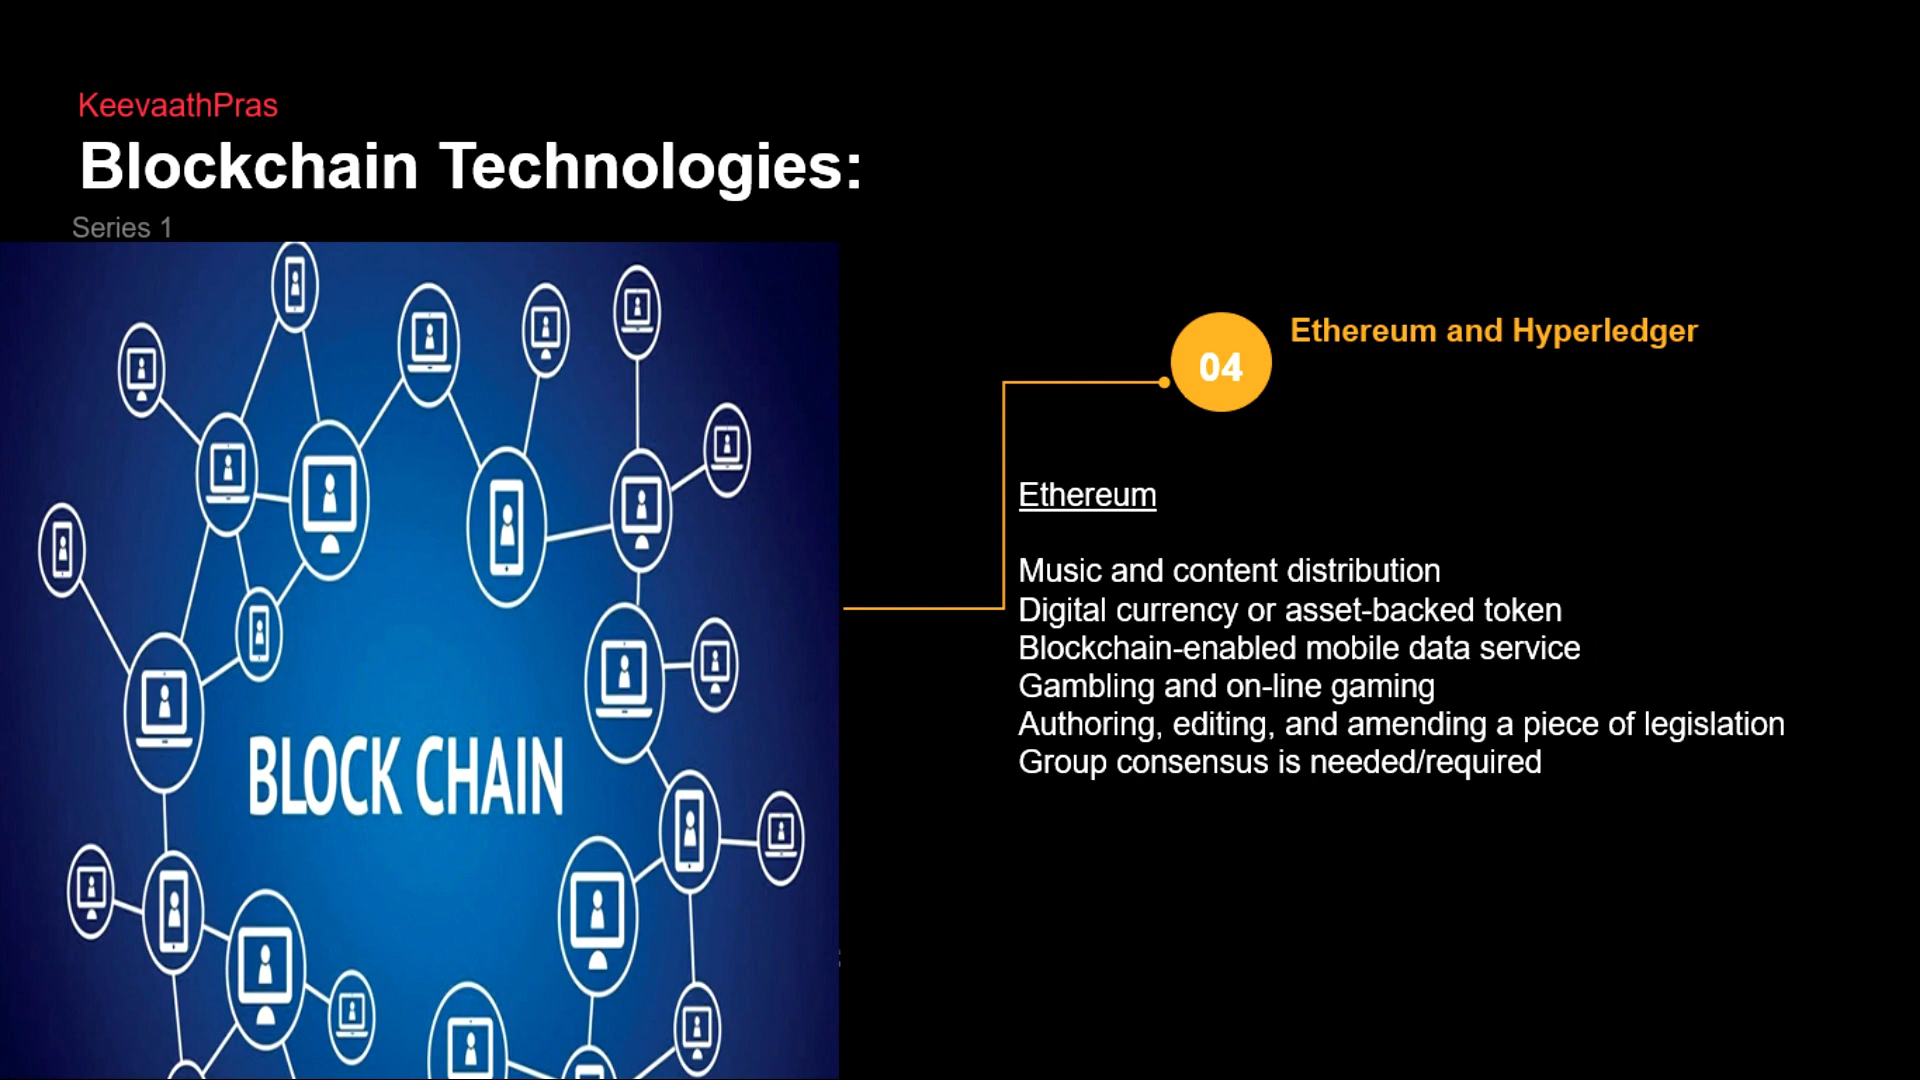 KeevaathPras
Blockchain Technologies:
Series 1
BLOCK CHAIN
04
Ethereum and Hyperledger
Ethereum
Music and content distribution
Digital currency or asset-backed token
Blockchain-enabled mobile data service
Gambling and on-line gaming
Authoring, editing, and amending a piece of legislation
Group consensus is needed/required